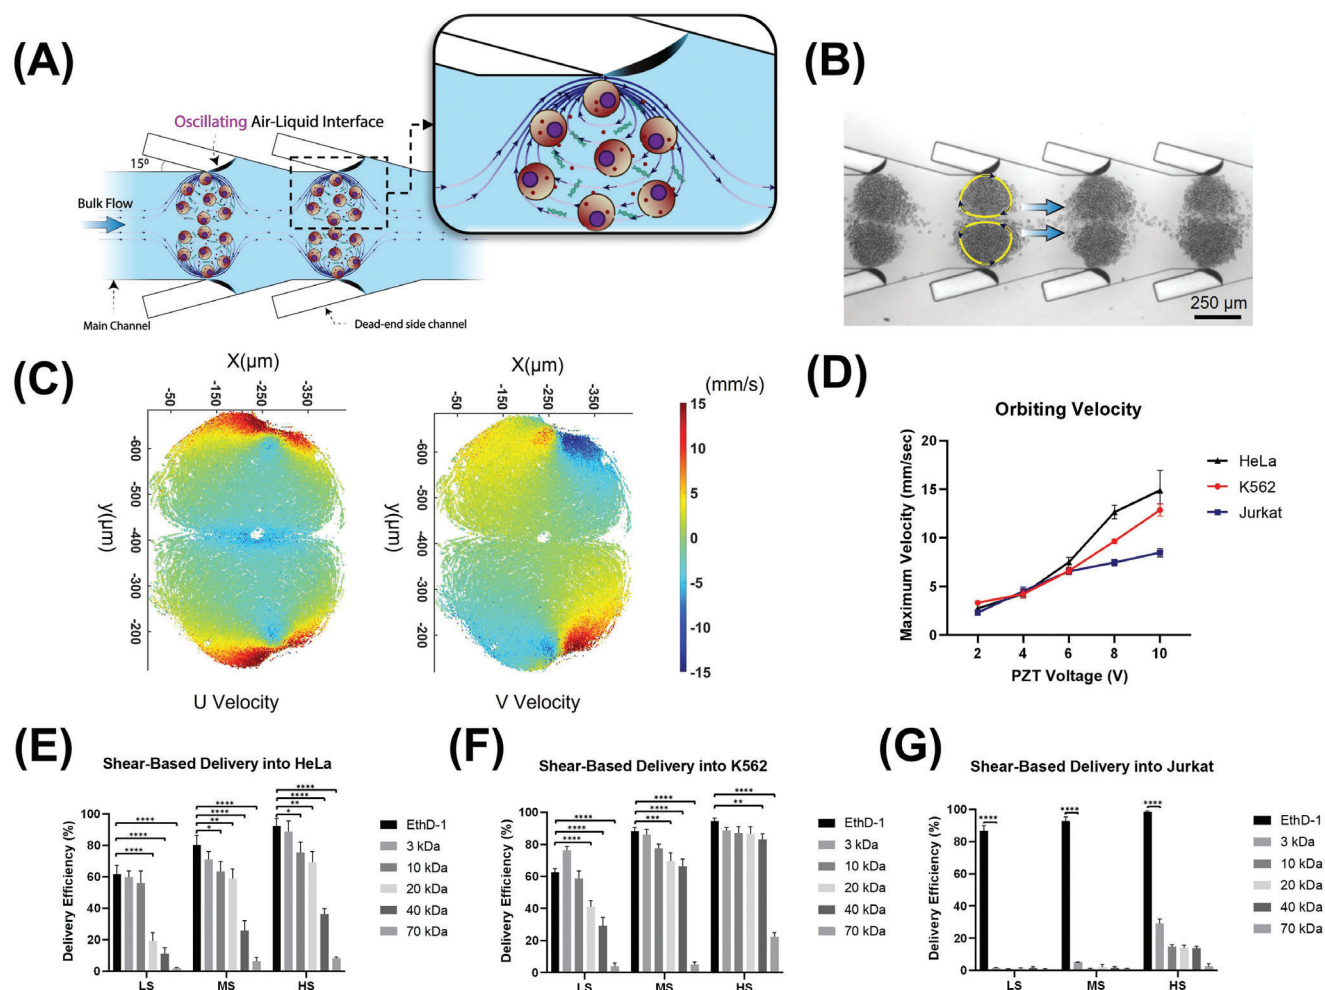 (A)
Oscillating Air-Liquid Interface
15º
Bulk Flow
Main Channel
Dead-end side channel
(B)
250 µm
(C)
X(µm)
-50 -150 -250 -350
y(µm)
-600
-500
-400
-300
-200
U Velocity
X(µm)
-50 -150 -250 -350
y(µm)
-600
-500
-400
-300
-200
V Velocity
(mm/s)
15
10
5
0
-5
-10
-15
(D)
Orbiting Velocity
Maximum Velocity (mm/sec)
20
15
10
5
0
2 4 6 8 10
PZT Voltage (V)
HeLa
K562
Jurkat
(E)
Shear-Based Delivery into HeLa
Delivery Efficiency (%)
100
80
60
40
20
0
****
****
****
****
****
**
*
****
****
**
*
LS MS HS
EthD-1
3 kDa
10 kDa
20 kDa
40 kDa
70 kDa
(F)
Shear-Based Delivery into K562
Delivery Efficiency (%)
100
80
60
40
20
0
****
****
****
****
****
***
****
**
LS MS HS
EthD-1
3 kDa
10 kDa
20 kDa
40 kDa
70 kDa
(G)
Shear-Based Delivery into Jurkat
Delivery Efficiency (%)
100
80
60
40
20
0
****
****
****
LS MS HS
EthD-1
3 kDa
10 kDa
20 kDa
40 kDa
70 kDa